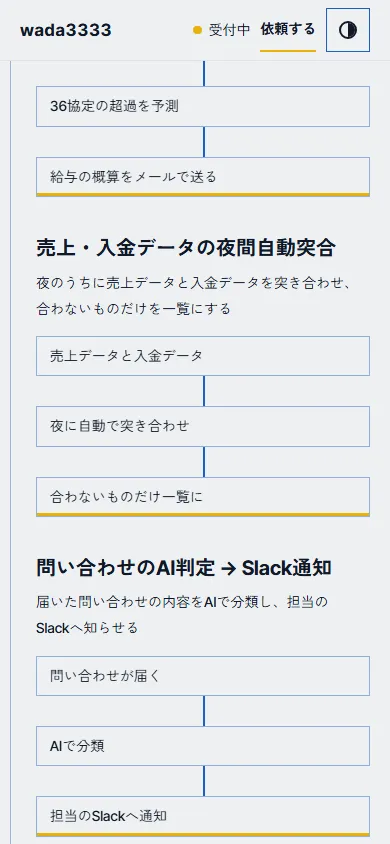 wada3333
受付中
依頼する
36協定の超過を予測
給与の概算をメールで送る
売上・入金データの夜間自動突合
夜のうちに売上データと入金データを突き合わせ、
合わないものだけを一覧にする
売上データと入金データ
夜に自動で突き合わせ
合わないものだけ一覧に
問い合わせのAI判定 → Slack通知
届いた問い合わせの内容をAIで分類し、担当の
Slackへ知らせる
問い合わせが届く
AIで分類
担当のSlackへ通知